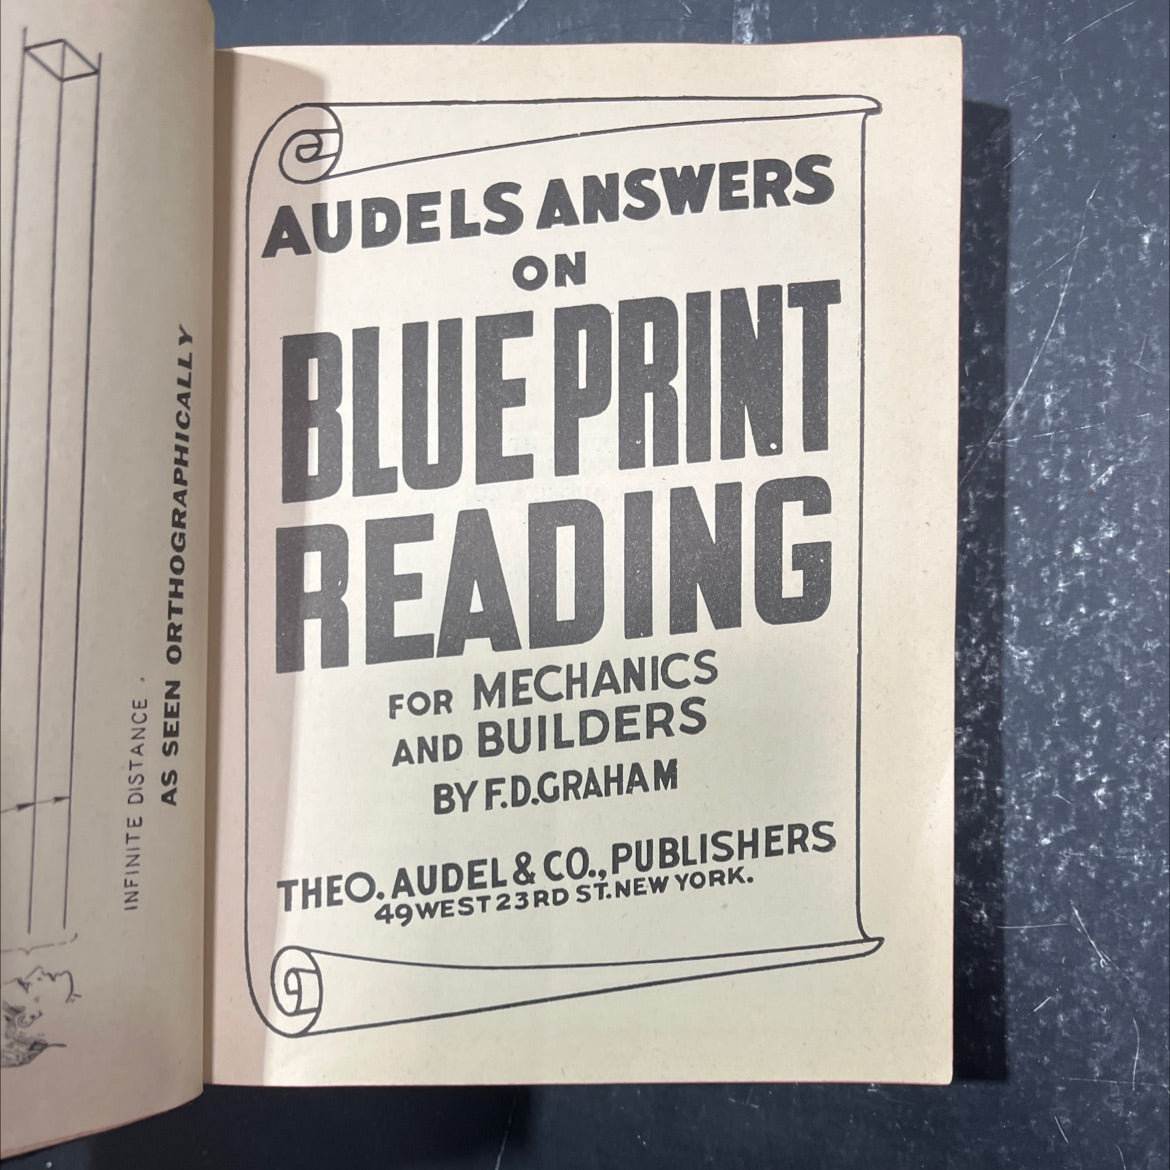 INFINITE DISTANCE.
AS SEEN ORTHOGRAPHICALLY
AUDELS ANSWERS
ON
BLUE PRINT
READING
FOR MECHANICS
AND BUILDERS
BY F.D.GRAHAM
THEO. AUDEL & CO., PUBLISHERS
49 WEST 23RD ST. NEW YORK.